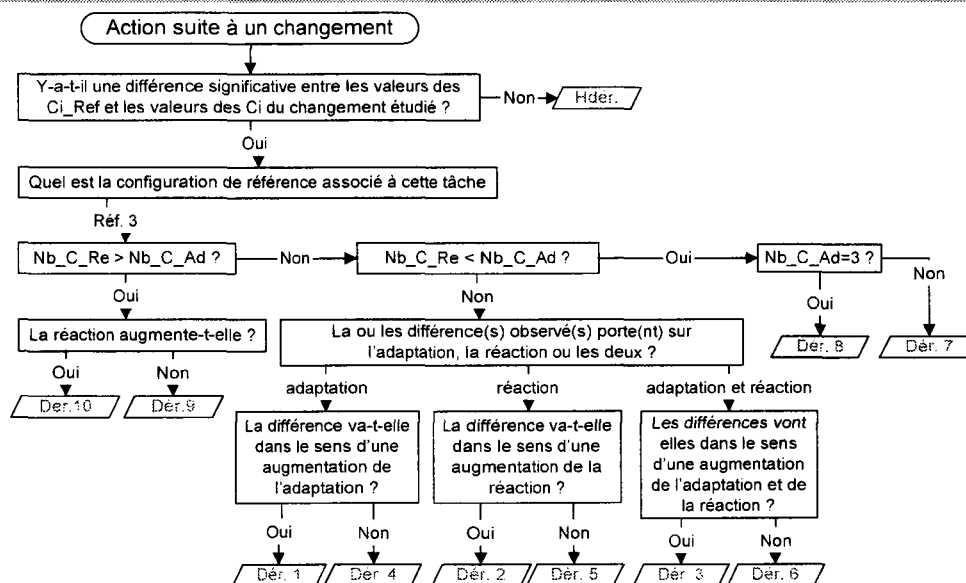 Action suite à un changement
Y-a-t-il une différence significative entre les valeurs des
Ci_Ref et les valeurs des Ci du changement étudié ?
Non
Hdér.
Oui
Quel est la configuration de référence associé à cette tâche
Réf. 3
Nb_C_Re > Nb_C_Ad ?
Non
Nb_C_Re < Nb_C_Ad ?
Oui
Nb_C_Ad=3 ?
Non
Oui
Non
Oui
La réaction augmente-t-elle ?
La ou les différence(s) observé(s) porte(nt) sur
l'adaptation, la réaction ou les deux ?
Dér. 8
Dér. 7
Oui
Non
Dér.10
Dér.9
adaptation
réaction
adaptation et réaction
La différence va-t-elle
dans le sens d'une
augmentation de
l'adaptation ?
La différence va-t-elle
dans le sens d'une
augmentation de la
réaction ?
Les différences vont
elles dans le sens
d'une augmentation
de l'adaptation et de
la réaction ?
Oui
Non
Oui
Non
Oui
Non
Dér. 1
Dér 4
Dér. 2
Dér. 5
Dér. 3
Dér. 6